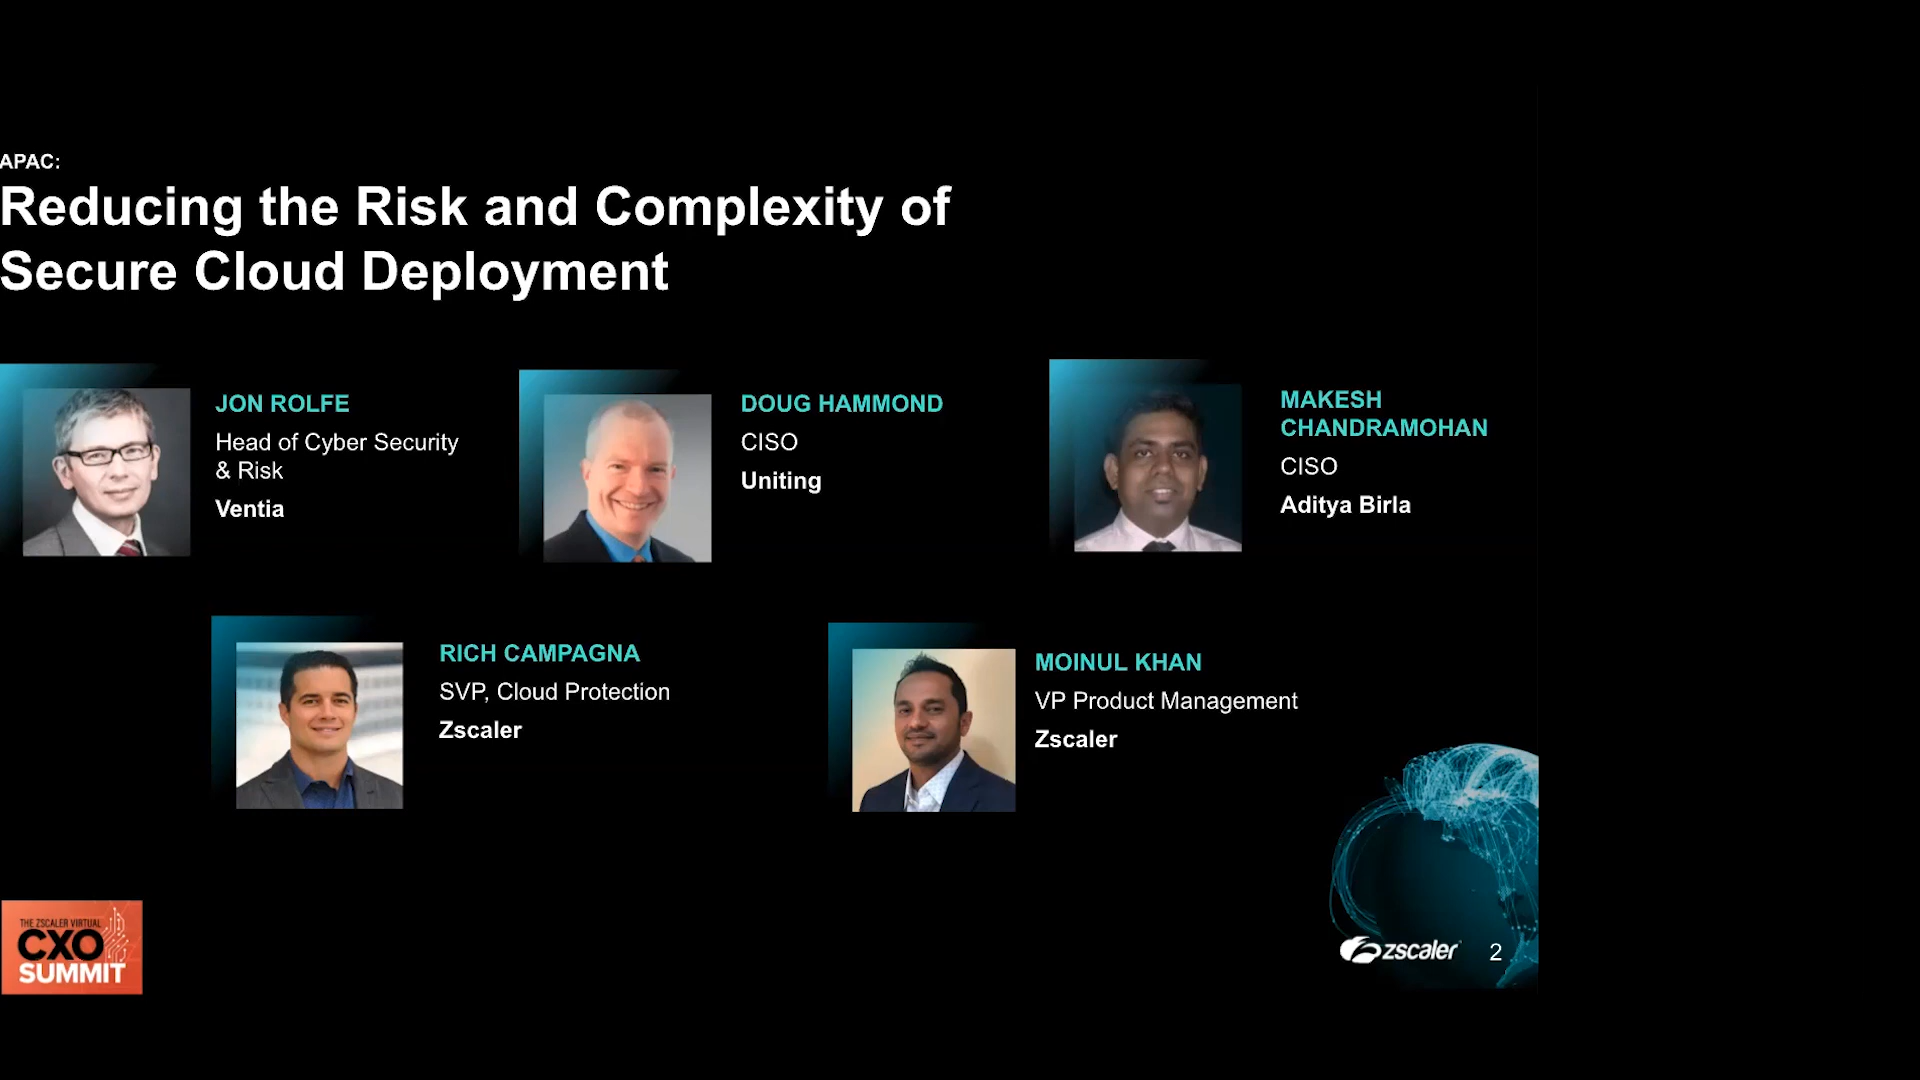 APAC:
Reducing the Risk and Complexity of
Secure Cloud Deployment
JON ROLFE
Head of Cyber Security
& Risk
Ventia
DOUG HAMMOND
CISO
Uniting
MAKESH
CHANDRAMOHAN
CISO
Aditya Birla
RICH CAMPAGNA
SVP, Cloud Protection
Zscaler
MOINUL KHAN
VP Product Management
Zscaler
THE ZSCALER VIRTUAL
CXO
SUMMIT
zscaler
2